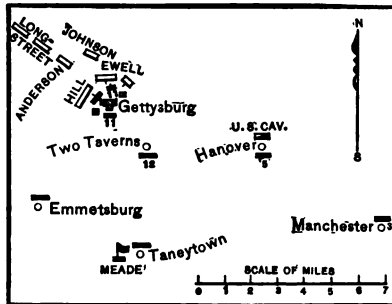 LONG-
STREET
JOHNSON
ANDERSON
EWELL
HILL
Gettysburg
11
N
U.S. CAV.
Two Taverns
12
Hanover
5
S
Emmetsburg
Manchester
Taneytown
MEADE'
SCALE OF MILES
0 1 2 3 4 5 6 7